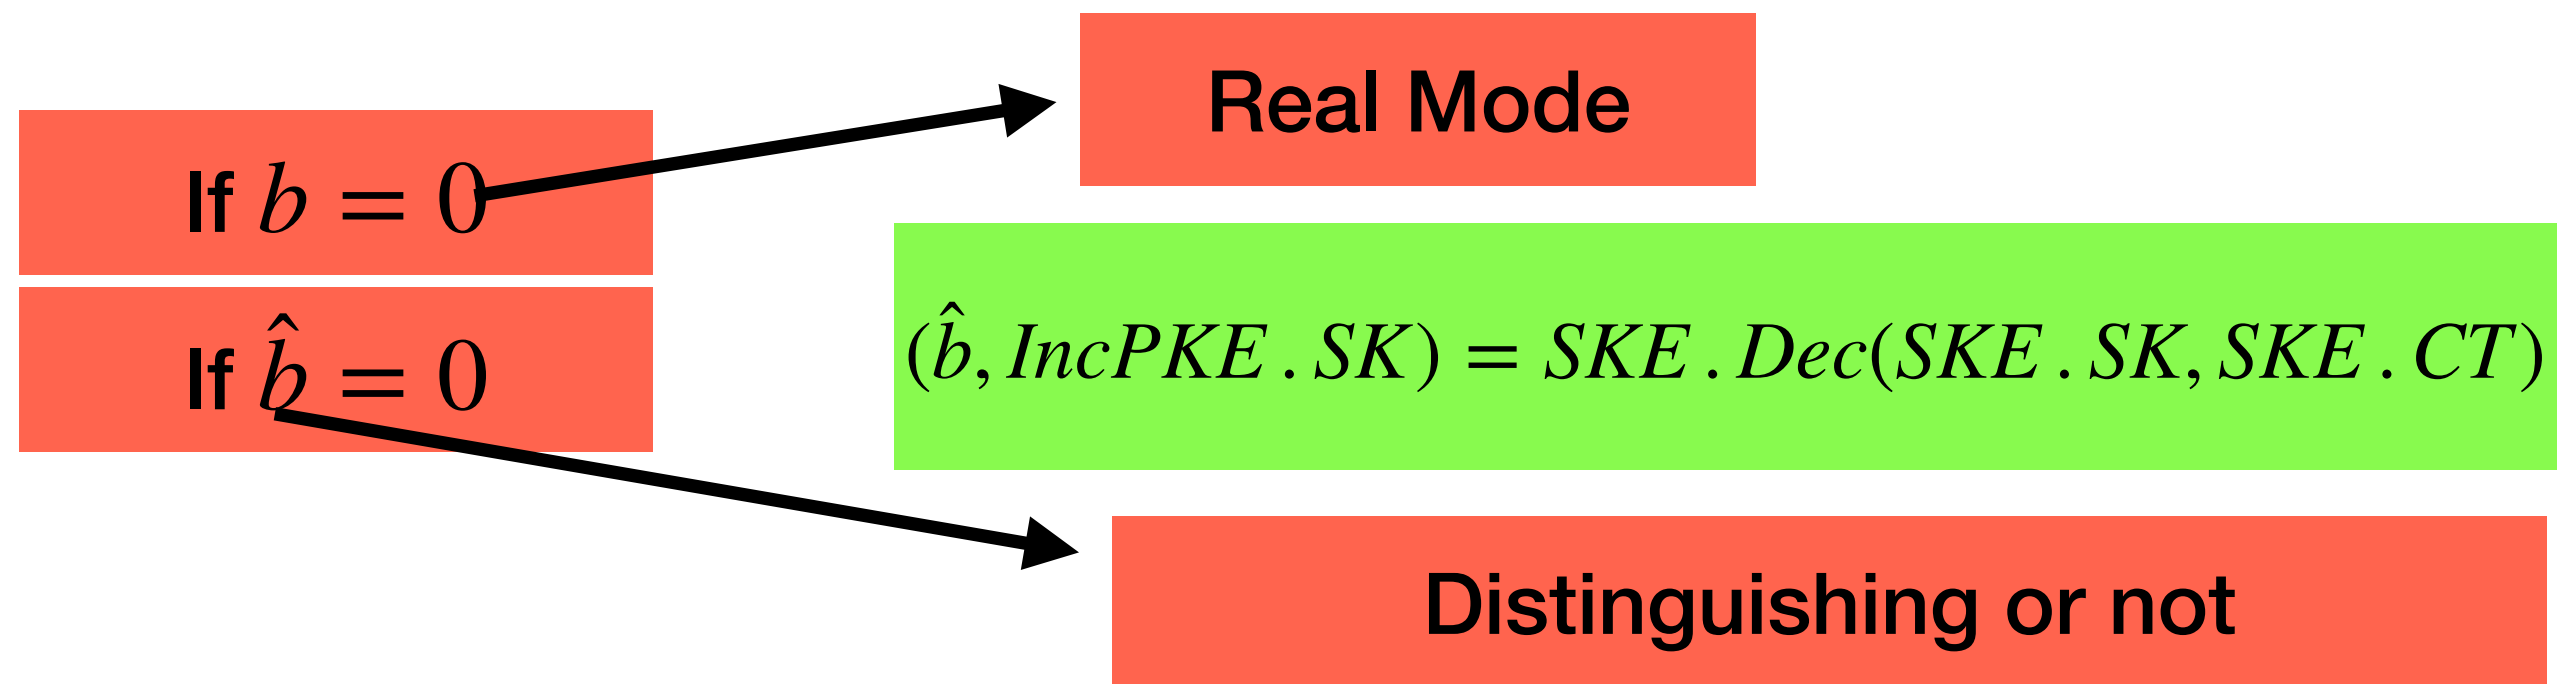 Real Mode
If b = 0
(b̂, IncPKE . SK) = SKE . Dec(SKE . SK, SKE . CT)
If b̂ = 0
Distinguishing or not